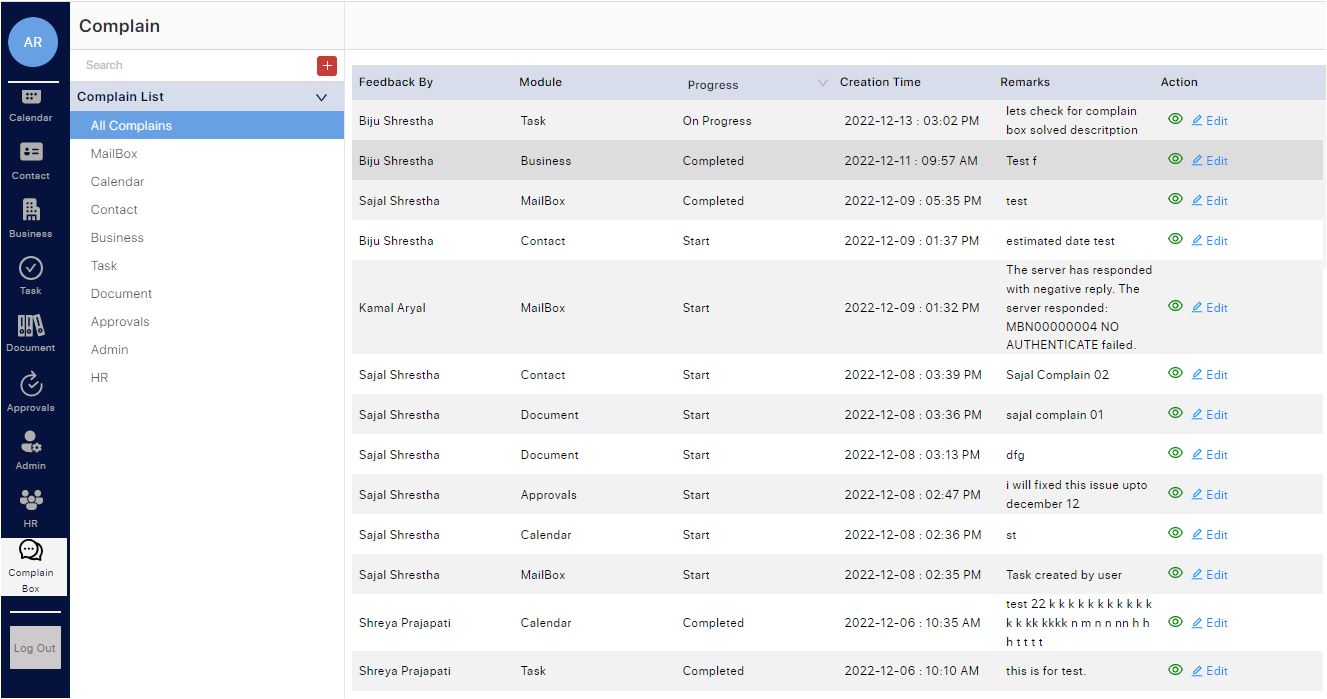 AR
Calendar
Contact
Business
Task
Document
Approvals
Admin
HR
Complain
Box
Log Out
Complain
Search
Complain List
All Complains
MailBox
Calendar
Contact
Business
Task
Document
Approvals
Admin
HR
Feedback By Module Progress Creation Time Remarks Action
Biju Shrestha Task On Progress 2022-12-13 : 03:02 PM lets check for complain
box solved descritption Edit
Biju Shrestha Business Completed 2022-12-11 : 09:57 AM Test f Edit
Sajal Shrestha MailBox Completed 2022-12-09 : 05:35 PM test Edit
Biju Shrestha Contact Start 2022-12-09 : 01:37 PM estimated date test Edit
Kamal Aryal MailBox Start 2022-12-09 : 01:32 PM The server has responded
with negative reply. The
server responded:
MBN00000004 NO
AUTHENTICATE failed. Edit
Sajal Shrestha Contact Start 2022-12-08 : 03:39 PM Sajal Complain 02 Edit
Sajal Shrestha Document Start 2022-12-08 : 03:36 PM sajal complain 01 Edit
Sajal Shrestha Document Start 2022-12-08 : 03:13 PM dfg Edit
Sajal Shrestha Approvals Start 2022-12-08 : 02:47 PM i will fixed this issue upto
december 12 Edit
Sajal Shrestha Calendar Start 2022-12-08 : 02:36 PM st Edit
Sajal Shrestha MailBox Start 2022-12-08 : 02:35 PM Task created by user Edit
Shreya Prajapati Calendar Completed 2022-12-06 : 10:35 AM test 22 k k k k k k k k k k k
k k kk kkkk n m n n nn h h
h t t t t Edit
Shreya Prajapati Task Completed 2022-12-06 : 10:10 AM this is for test. Edit